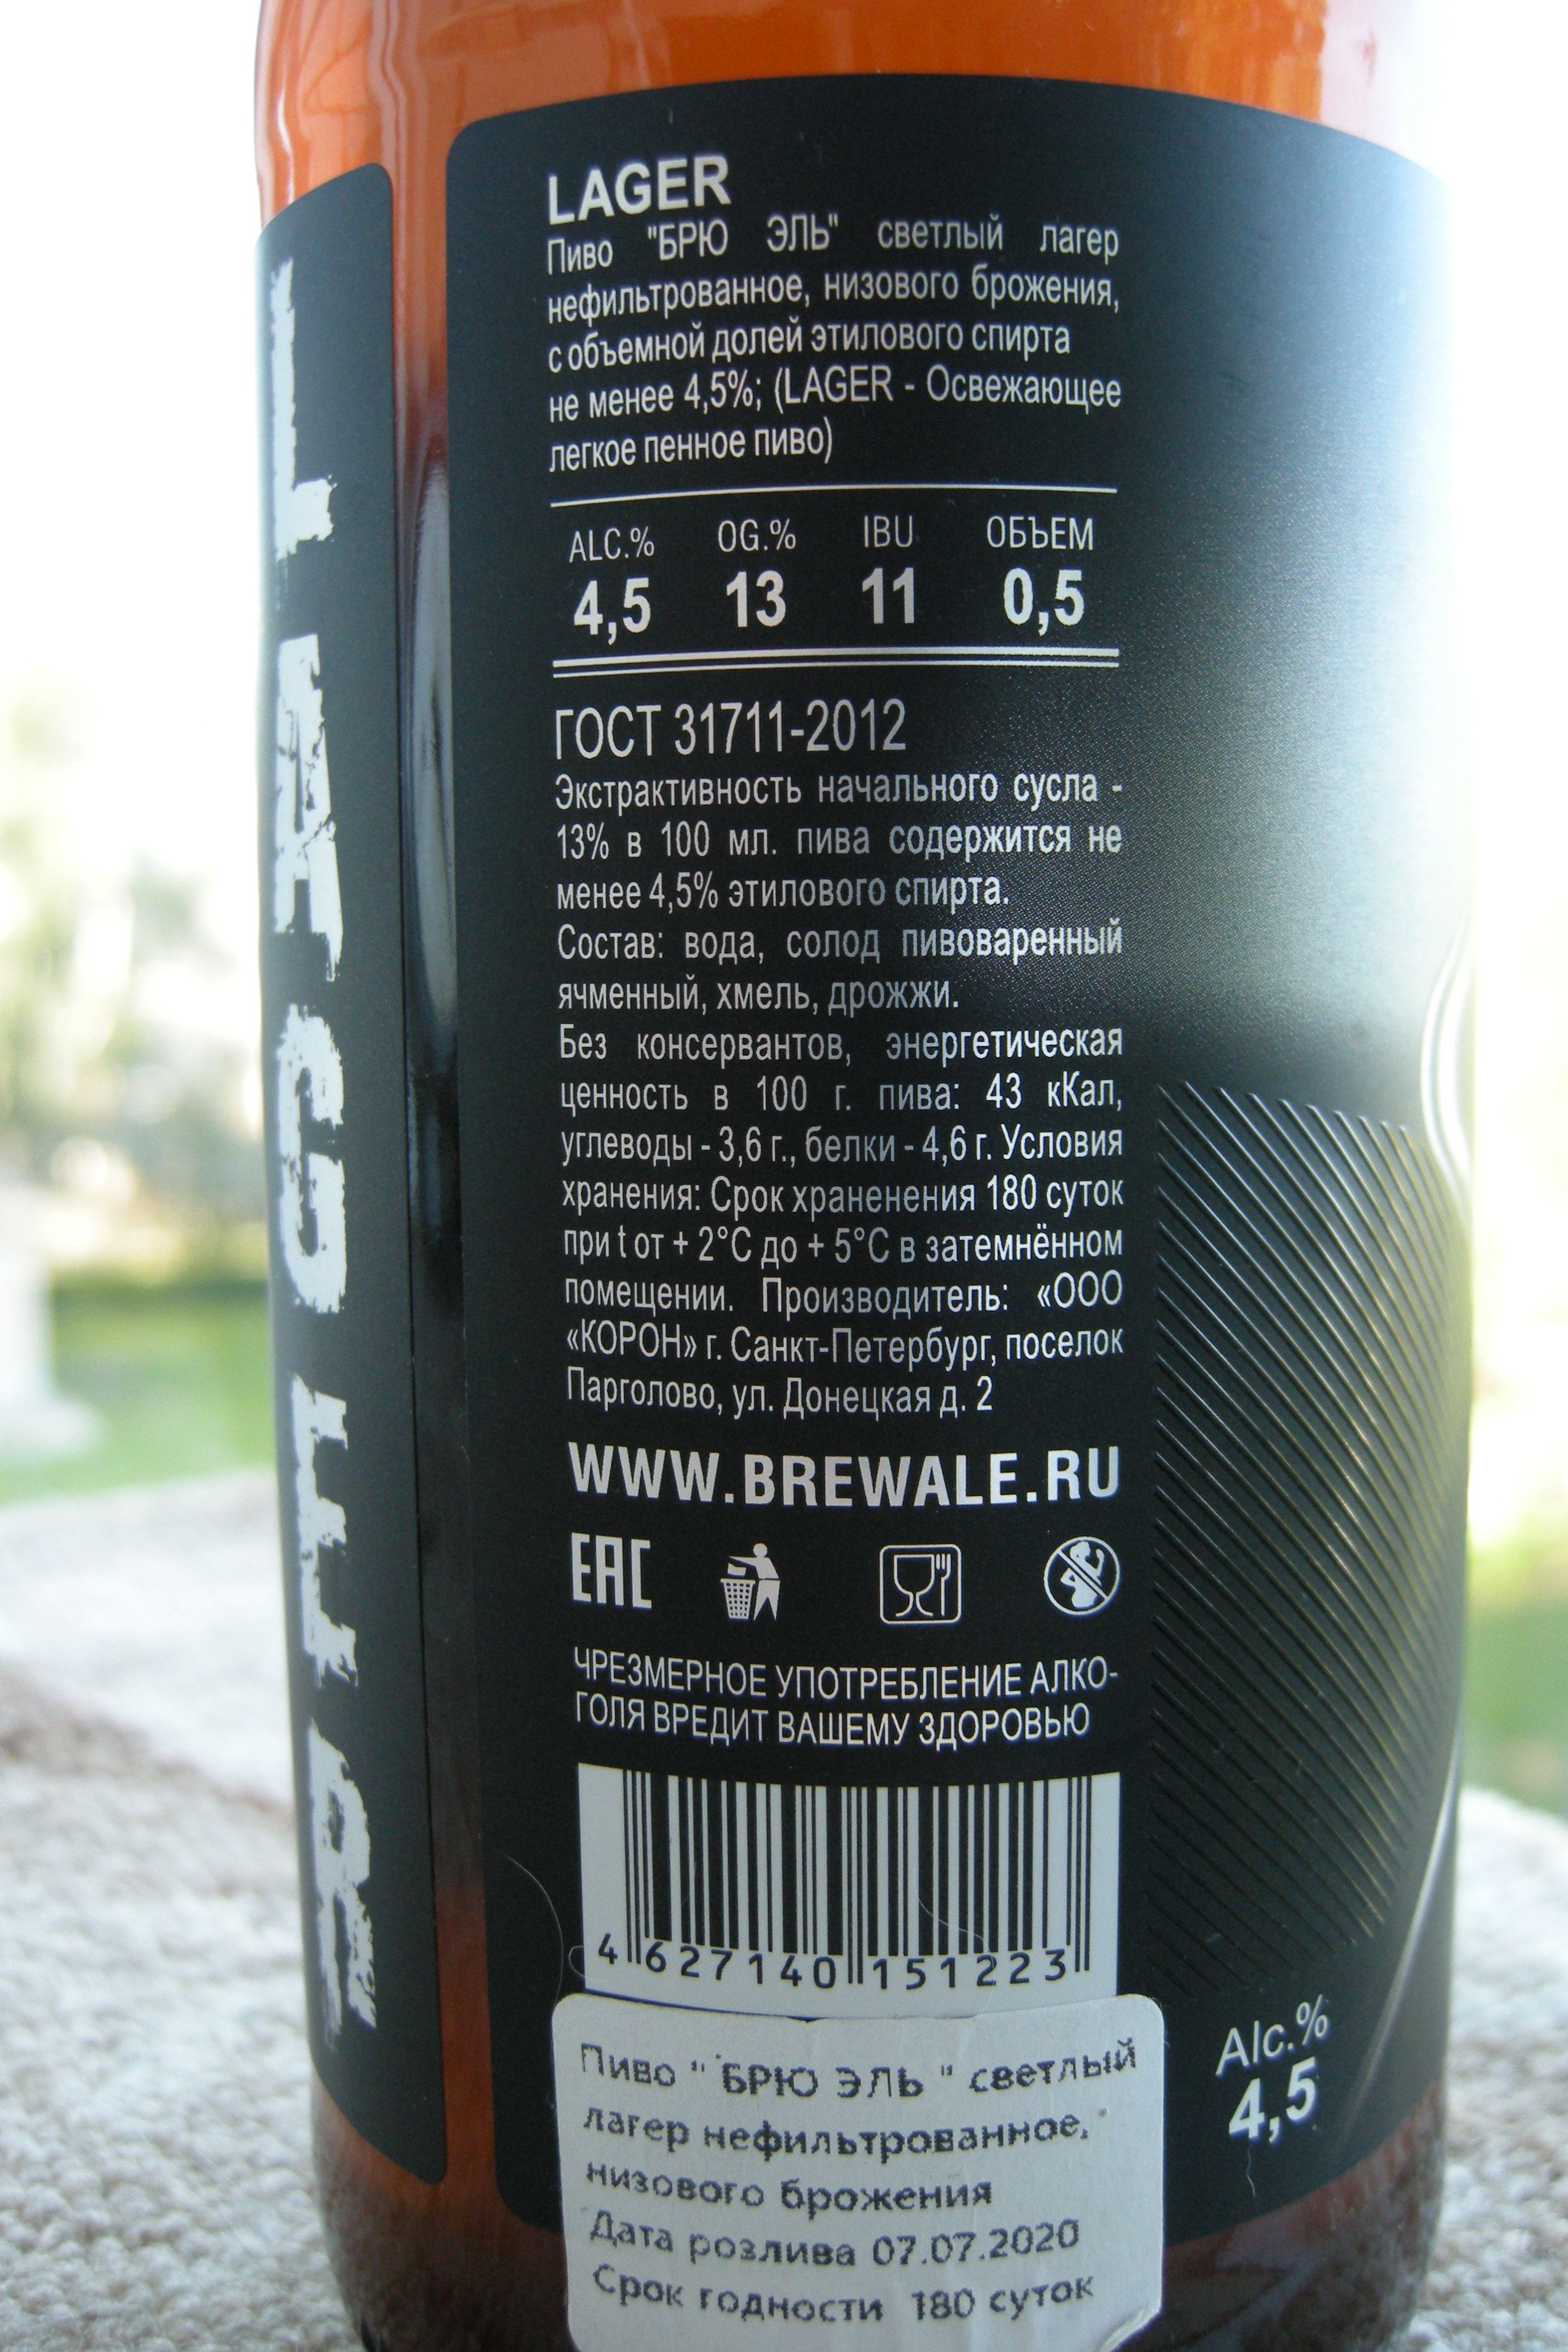 LAGER
LAGER
Пиво "БРЮ ЭЛЬ" светлый лагер
нефильтрованное, низового брожения,
с объемной долей этилового спирта
не менее 4,5%; (LAGER - Освежающее
легкое пенное пиво)
ALC.% OG.% IBU ОБЪЕМ
4,5 13 11 0,5
ГОСТ 31711-2012
Экстрактивность начального сусла -
13% в 100 мл. пива содержится не
менее 4,5% этилового спирта.
Состав: вода, солод пивоваренный
ячменный, хмель, дрожжи.
Без консервантов, энергетическая
ценность в 100 г. пива: 43 кКал,
углеводы - 3,6 г., белки - 4,6 г. Условия
хранения: Срок храненения 180 суток
при t от + 2°C до + 5°C в затемнённом
помещении. Производитель: «ООО
«КОРОН» г. Санкт-Петербург, поселок
Парголово, ул. Донецкая д. 2
WWW.BREWALE.RU
EAC
ЧРЕЗМЕРНОЕ УПОТРЕБЛЕНИЕ АЛКО-
ГОЛЯ ВРЕДИТ ВАШЕМУ ЗДОРОВЬЮ
4 627140 151223
Пиво " БРЮ ЭЛЬ " светлый
лагер нефильтрованное,
низового брожения
Дата розлива 07.07.2020
Срок годности 180 суток
Alc.%
4,5